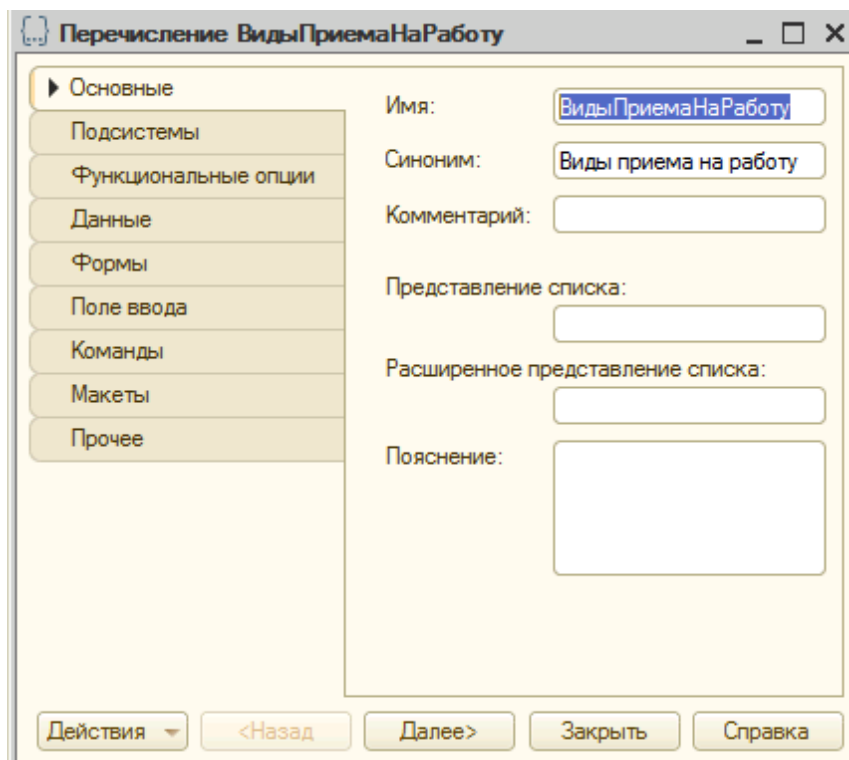 Перечисление ВидыПриемаНаРаботу
Основные
Подсистемы
Функциональные опции
Данные
Формы
Поле ввода
Команды
Макеты
Прочее
Имя: ВидыПриемаНаРаботу
Синоним: Виды приема на работу
Комментарий:
Представление списка:
Расширенное представление списка:
Пояснение:
Действия <Назад Далее> Закрыть Справка